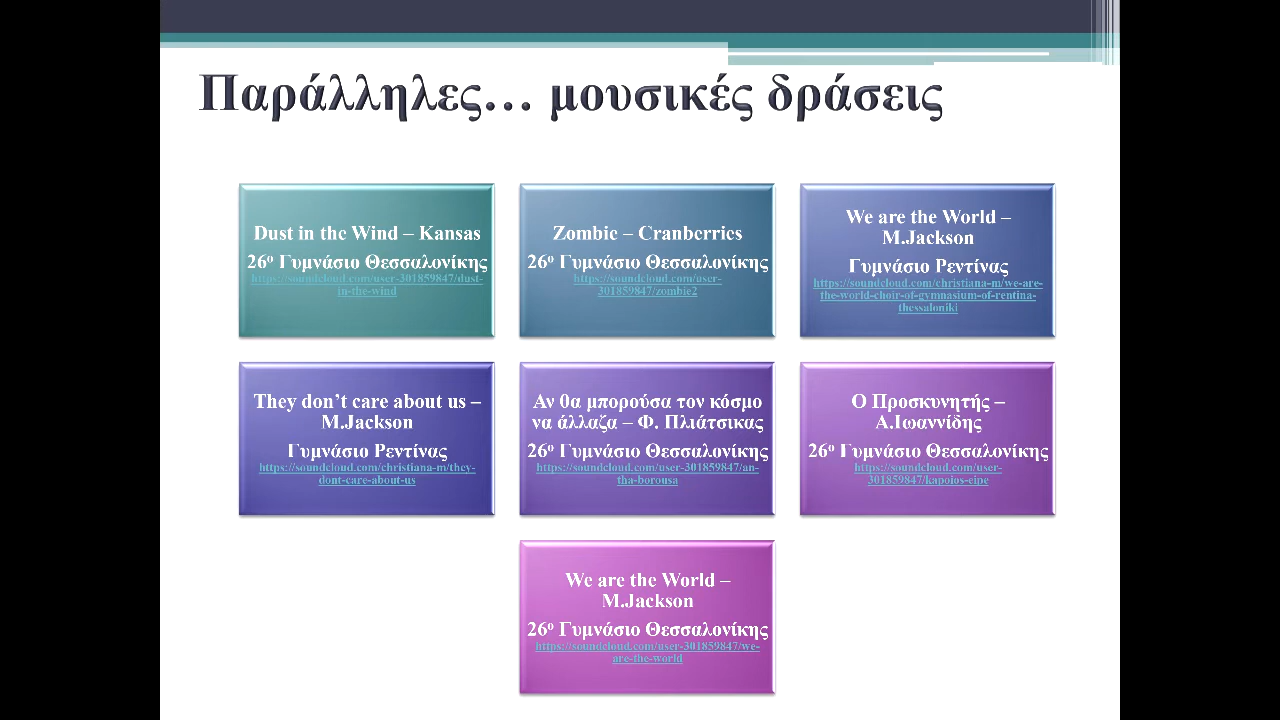 Παράλληλες… μουσικές δράσεις
Dust in the Wind – Kansas
26ο Γυμνάσιο Θεσσαλονίκης
https://soundcloud.com/user-301859847/dust-
in-the-wind
Zombie – Cranberries
26ο Γυμνάσιο Θεσσαλονίκης
https://soundcloud.com/user-
301859847/zombie2
We are the World –
M.Jackson
Γυμνάσιο Ρεντίνας
https://soundcloud.com/christiana-m/we-are-
the-world-choir-of-gymnasium-of-rentina-
thessaloniki
They don’t care about us –
M.Jackson
Γυμνάσιο Ρεντίνας
https://soundcloud.com/christiana-m/they-
dont-care-about-us
Αν θα μπορούσα τον κόσμο
να άλλαζα – Φ. Πλιάτσικας
26ο Γυμνάσιο Θεσσαλονίκης
https://soundcloud.com/user-301859847/an-
tha-borousa
Ο Προσκυνητής –
Α.Ιωαννίδης
26ο Γυμνάσιο Θεσσαλονίκης
https://soundcloud.com/user-
301859847/kapoios-eipe
We are the World –
M.Jackson
26ο Γυμνάσιο Θεσσαλονίκης
https://soundcloud.com/user-301859847/we-
are-the-world